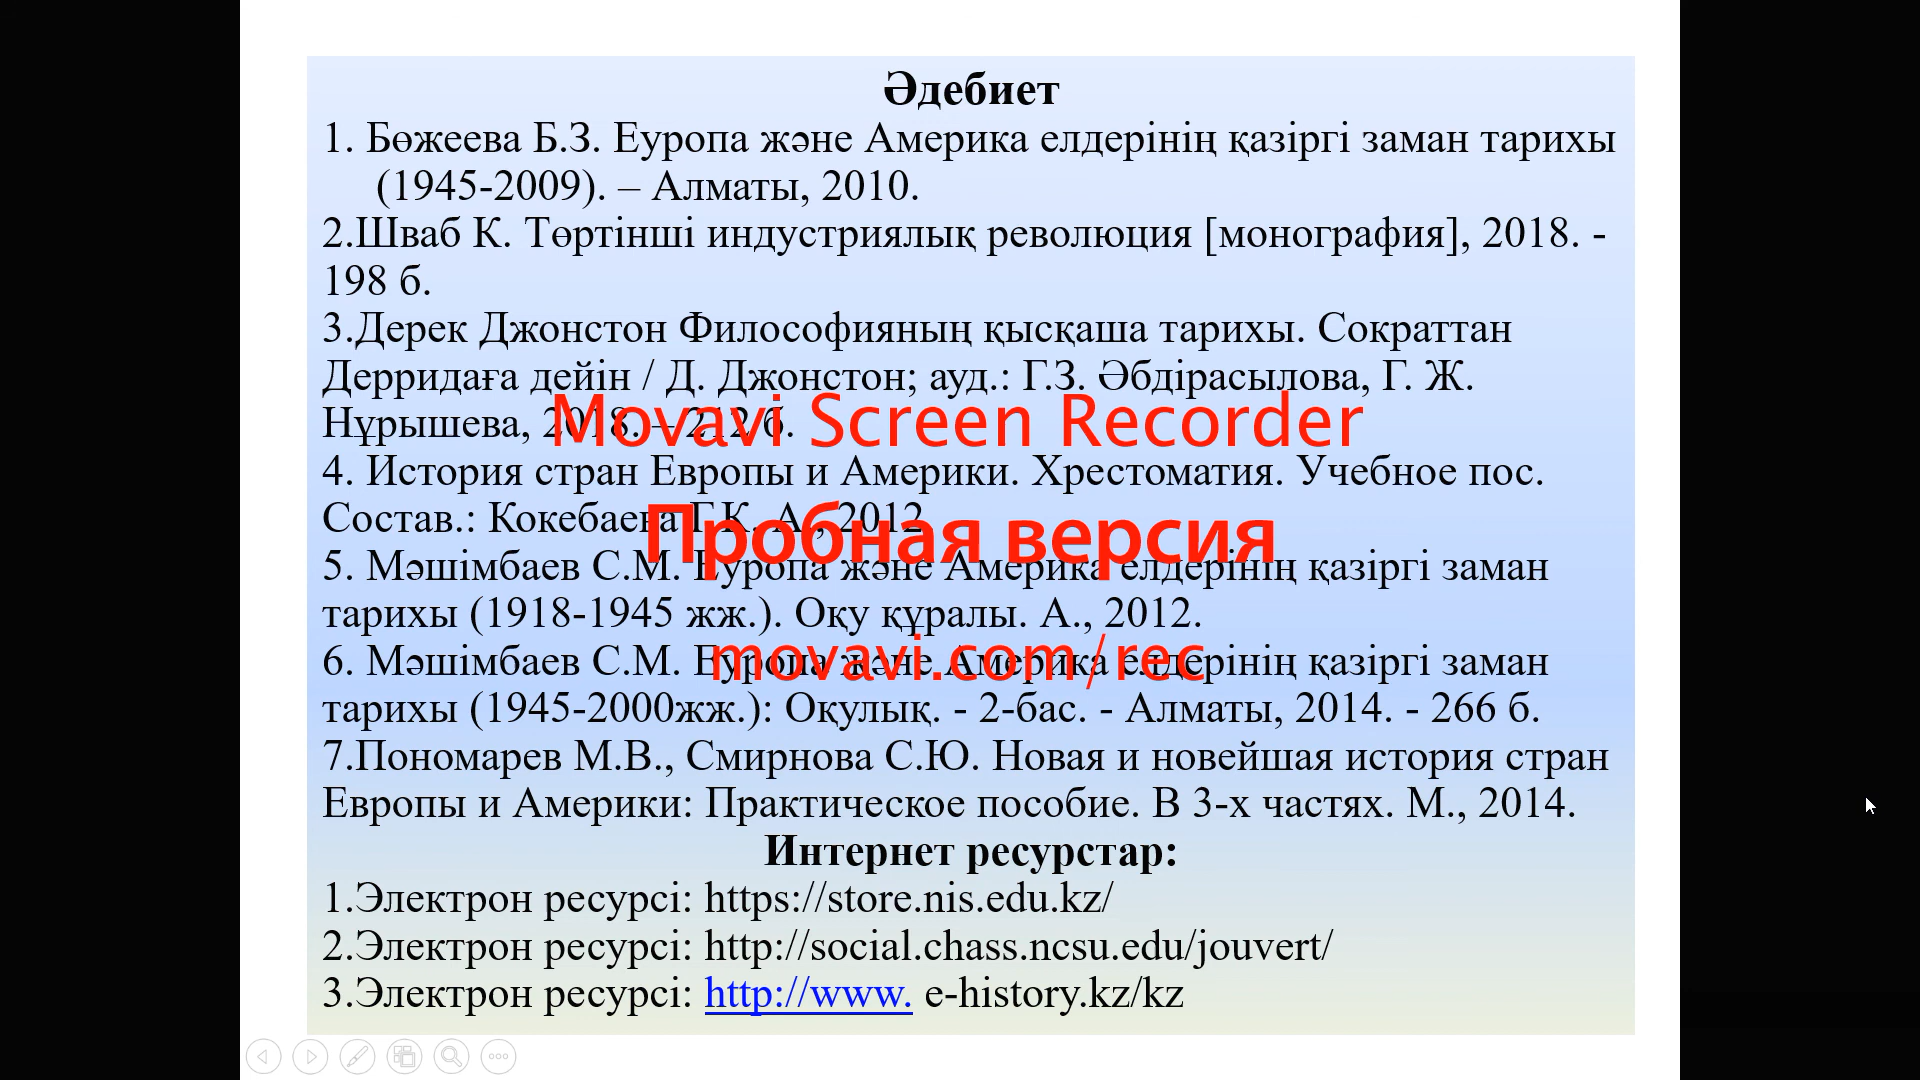 Әдебиет
1. Бөжеева Б.З. Еуропа және Америка елдерінің қазіргі заман тарихы
(1945-2009). – Алматы, 2010.
2.Шваб К. Төртінші индустриялық революция [монография], 2018. -
198 б.
3.Дерек Джонстон Философияның қысқаша тарихы. Сократтан
Дерридаға дейін / Д. Джонстон; ауд.: Г.З. Әбдірасылова, Г. Ж.
Нұрышева, 2018. – 212 б.
Movavi Screen Recorder
4. История стран Европы и Америки. Хрестоматия. Учебное пос.
Состав.: Кокебаева Г.К. А., 2012.
Пробная версия
5. Мәшімбаев С.М. Еуропа және Америка елдерінің қазіргі заман
тарихы (1918-1945 жж.). Оқу құралы. А., 2012.
6. Мәшімбаев С.М. Еуропа және Америка елдерінің қазіргі заман
movavi.com/rec
тарихы (1945-2000жж.): Оқулық. - 2-бас. - Алматы, 2014. - 266 б.
7.Пономарев М.В., Смирнова С.Ю. Новая и новейшая история стран
Европы и Америки: Практическое пособие. В 3-х частях. М., 2014.
Интернет ресурстар:
1.Электрон ресурсі: https://store.nis.edu.kz/
2.Электрон ресурсі: http://social.chass.ncsu.edu/jouvert/
3.Электрон ресурсі: http://www. e-history.kz/kz